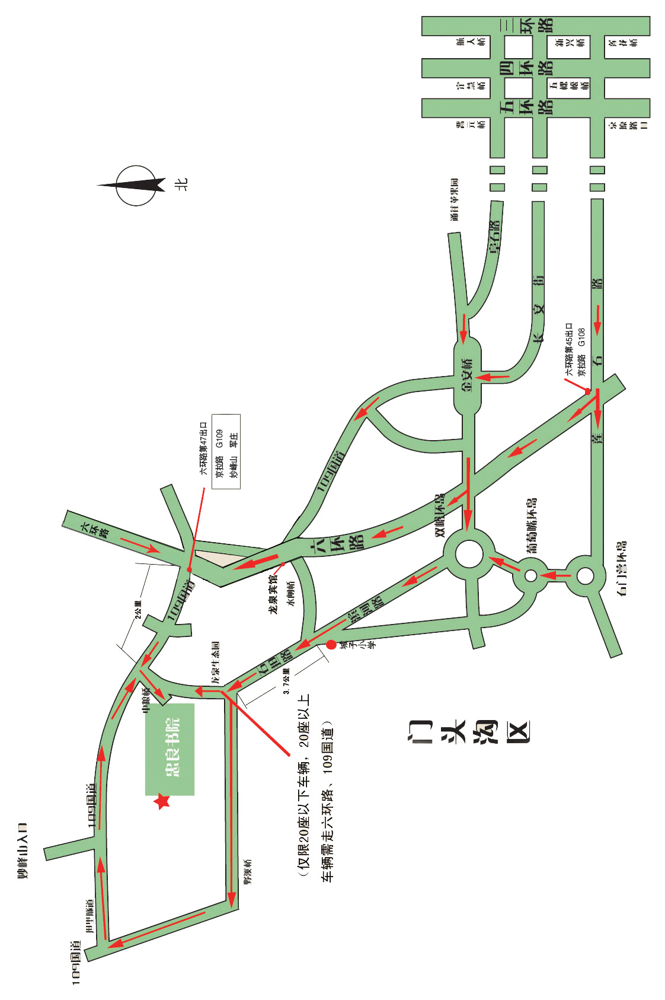 妙峰山入口
109国道
担里隧道
109国道
中粮桥
忠良书院
2公里
109国道
六环路
北
六环路第47出口
京拉路 G109
妙峰山 军庄
龙泉生态园
野溪桥
龙泉宾馆
水闸桥
3.7公里
石担路
(仅限20座以下车辆，20座以上
车辆需走六环路、109国道)
109国道
六环路
滨河路
城子小学
门头沟区
双峪环岛
葡萄嘴环岛
石门营环岛
金安桥
通往苹果园
阜石路
长安街
莲石路
六环路第45出口
京拉路 G108
三环路
航天桥
新兴桥
莲花桥
四环路
定慧桥
五棵松桥
五环路
晋元桥
京原路口